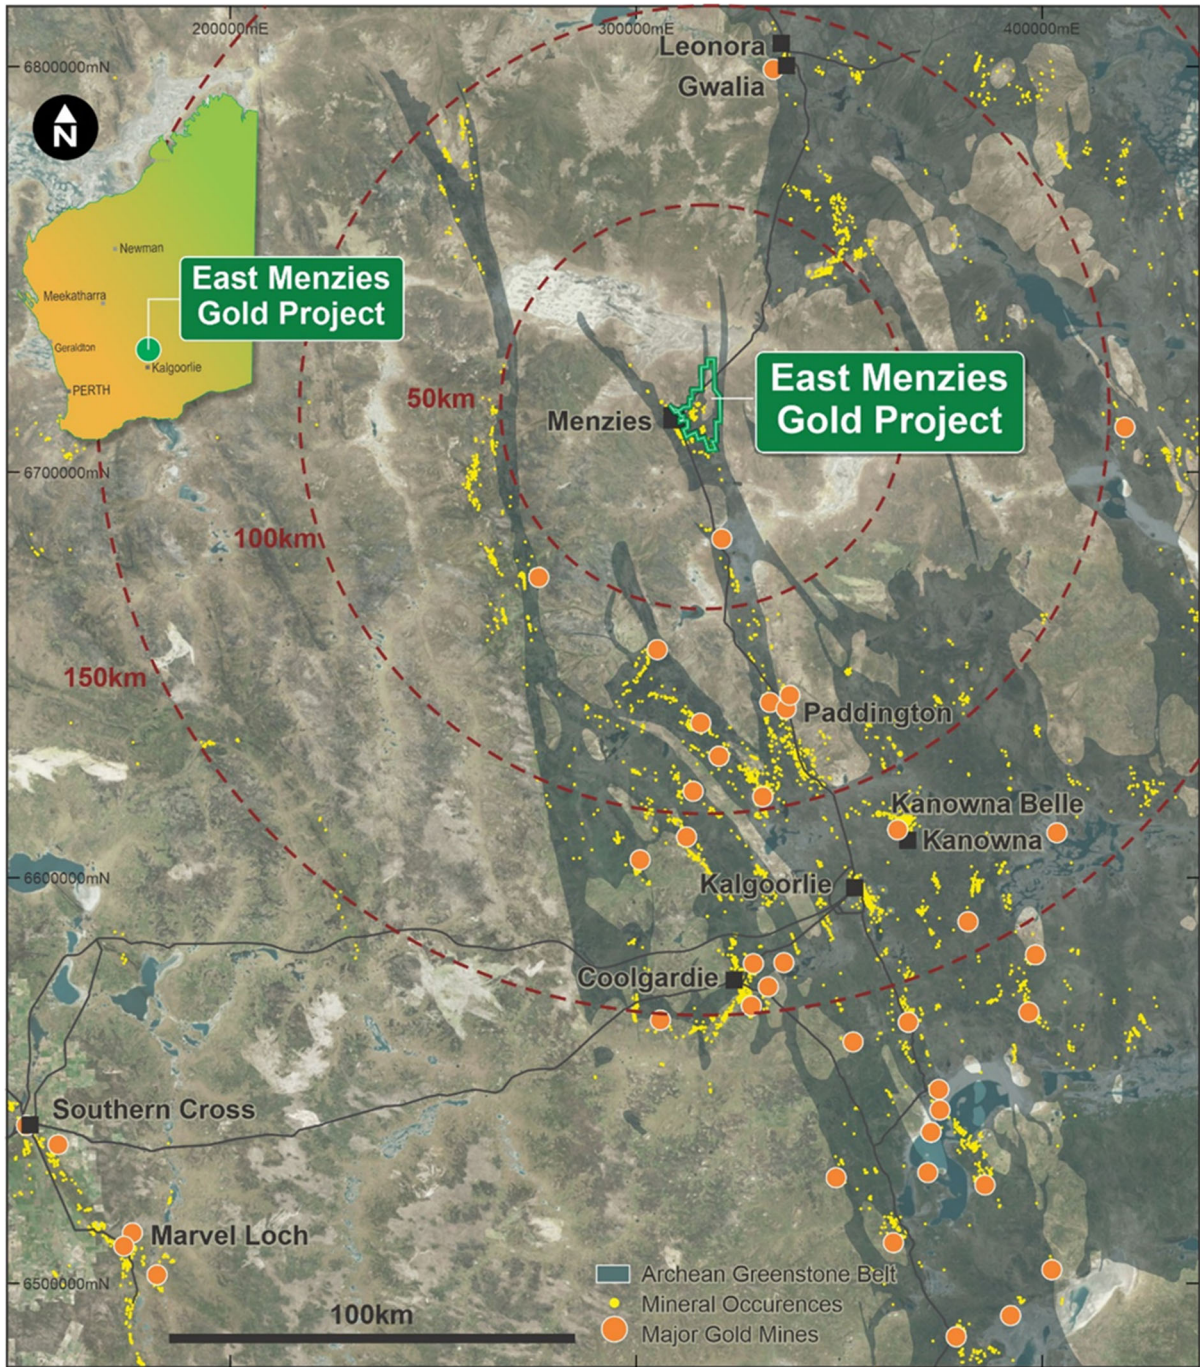 200000mE
300000mE
400000mE
6800000mN
Leonora
Gwalia
N
Newman
Meekatharra
Geraldton
Kalgoorlie
PERTH
East Menzies
Gold Project
50km
Menzies
East Menzies
Gold Project
6700000mN
100km
150km
Paddington
Kanowna Belle
Kanowna
6600000mN
Kalgoorlie
Coolgardie
Southern Cross
Marvel Loch
6500000mN
100km
Archean Greenstone Belt
Mineral Occurences
Major Gold Mines